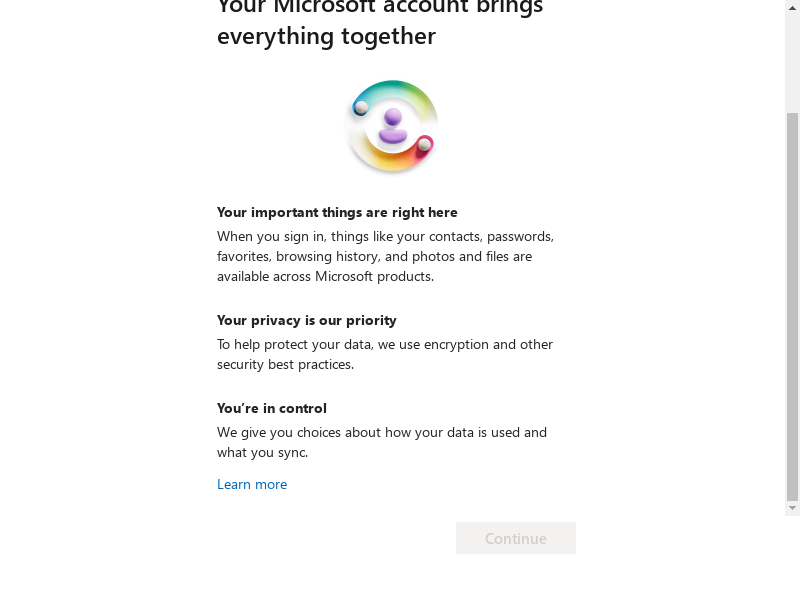 Your Microsoft account brings
everything together
Your important things are right here
When you sign in, things like your contacts, passwords,
favorites, browsing history, and photos and files are
available across Microsoft products.
Your privacy is our priority
To help protect your data, we use encryption and other
security best practices.
You’re in control
We give you choices about how your data is used and
what you sync.
Learn more
Continue